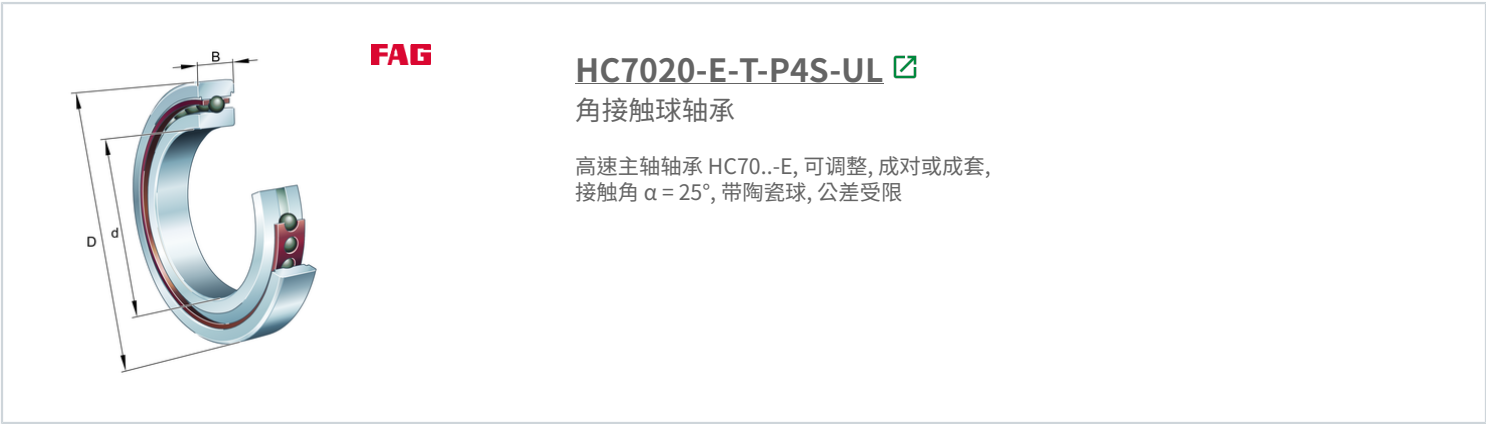 B
FAG
D
d
HC7020-E-T-P4S-UL
角接触球轴承
高速主轴轴承 HC70..-E, 可调整, 成对或成套,
接触角 α = 25°, 带陶瓷球, 公差受限